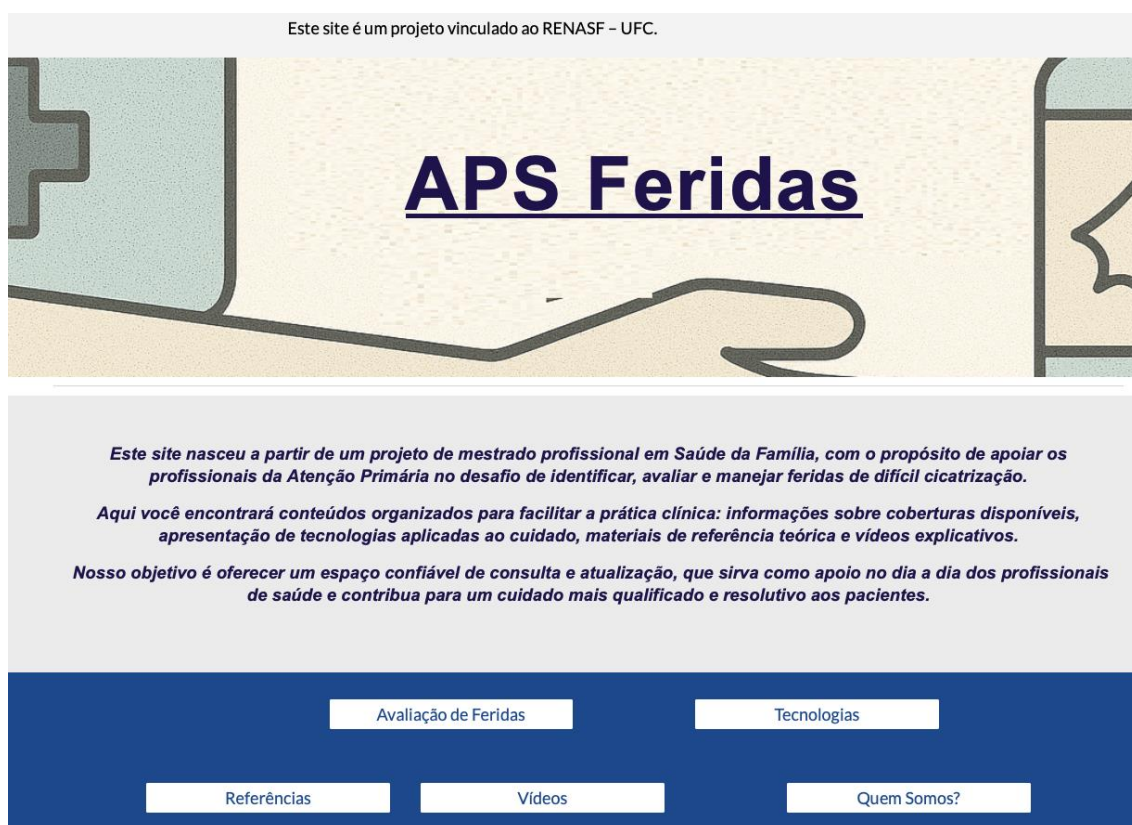 Este site é um projeto vinculado ao RENASF – UFC.
APS Feridas
Este site nasceu a partir de um projeto de mestrado profissional em Saúde da Família, com o propósito de apoiar os
profissionais da Atenção Primária no desafio de identificar, avaliar e manejar feridas de difícil cicatrização.
Aqui você encontrará conteúdos organizados para facilitar a prática clínica: informações sobre coberturas disponíveis,
apresentação de tecnologias aplicadas ao cuidado, materiais de referência teórica e vídeos explicativos.
Nosso objetivo é oferecer um espaço confiável de consulta e atualização, que sirva como apoio no dia a dia dos profissionais
de saúde e contribua para um cuidado mais qualificado e resolutivo aos pacientes.
Avaliação de Feridas
Tecnologias
Referências
Vídeos
Quem Somos?